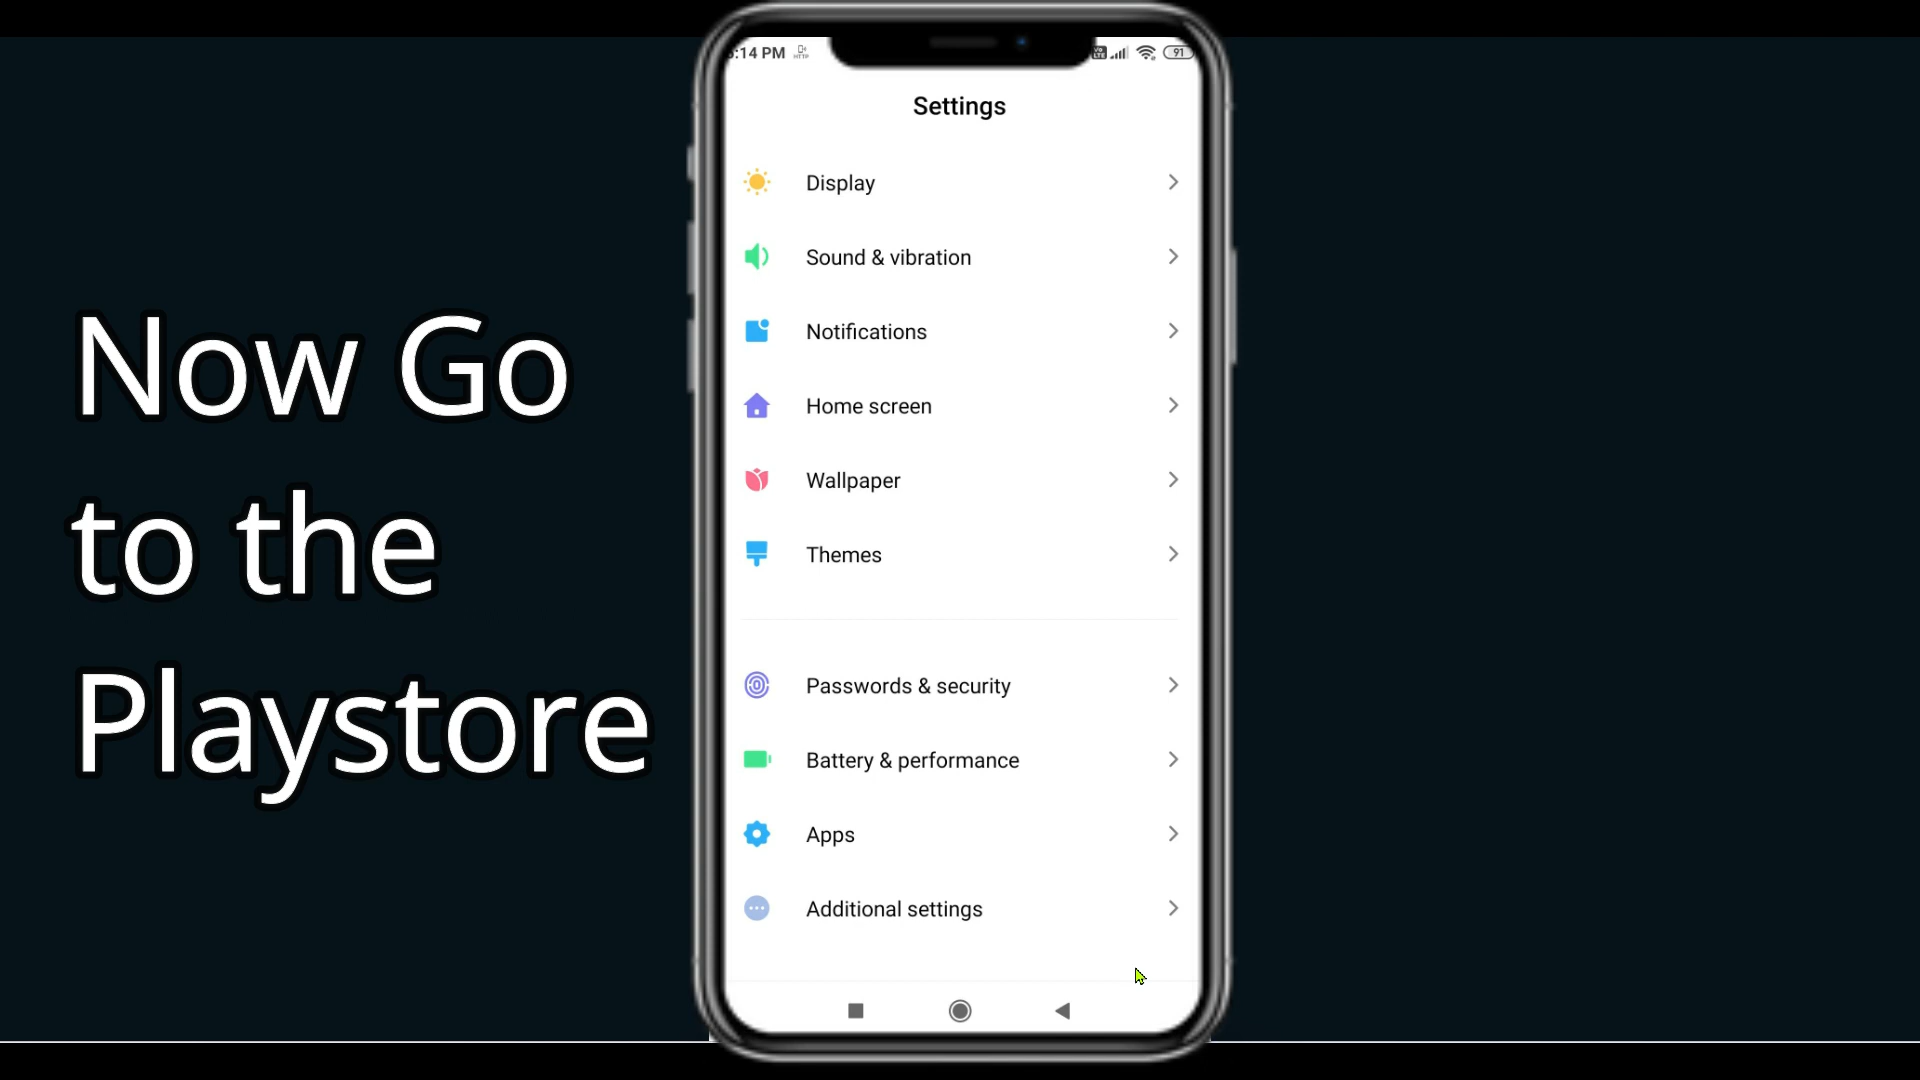 Now Go
to the
Playstore
:14 PM
91
Settings
Display
Sound & vibration
Notifications
Home screen
Wallpaper
Themes
Passwords & security
Battery & performance
Apps
Additional settings